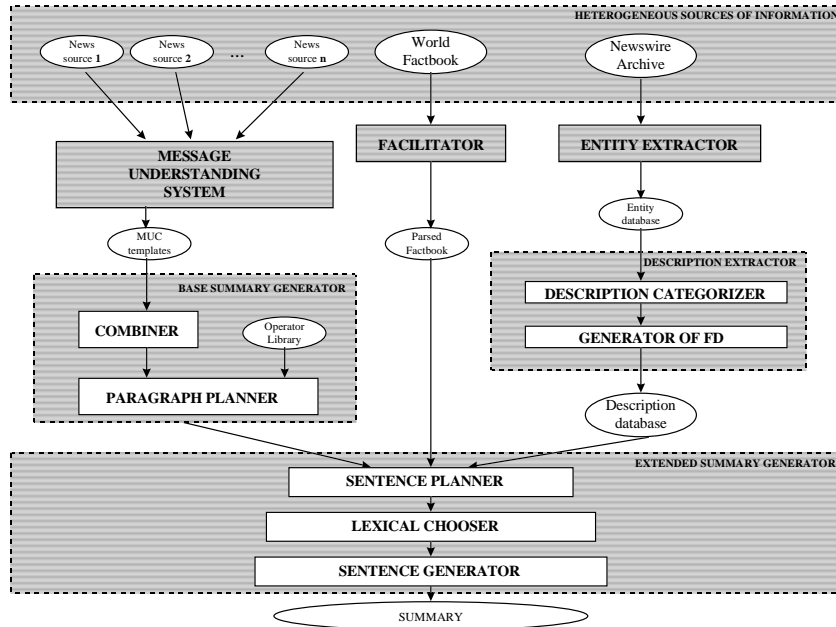 HETEROGENEOUS SOURCES OF INFORMATION
News
source 1
News
source 2
...
News
source n
World
Factbook
Newswire
Archive
MESSAGE
UNDERSTANDING
SYSTEM
FACILITATOR
ENTITY EXTRACTOR
MUC
templates
Parsed
Factbook
Entity
database
BASE SUMMARY GENERATOR
COMBINER
Operator
Library
PARAGRAPH PLANNER
DESCRIPTION EXTRACTOR
DESCRIPTION CATEGORIZER
GENERATOR OF FD
Description
database
EXTENDED SUMMARY GENERATOR
SENTENCE PLANNER
LEXICAL CHOOSER
SENTENCE GENERATOR
SUMMARY